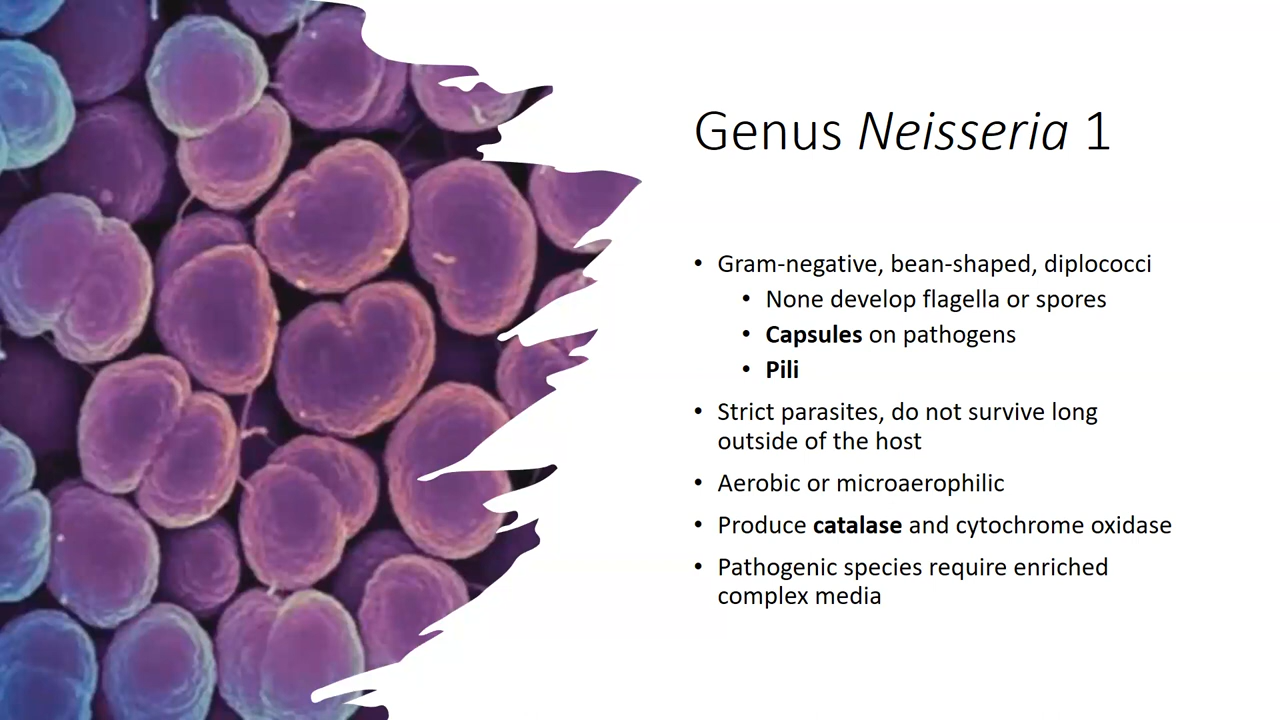 Genus Neisseria 1
• Gram-negative, bean-shaped, diplococci
• None develop flagella or spores
• Capsules on pathogens
• Pili
• Strict parasites, do not survive long
outside of the host
• Aerobic or microaerophilic
• Produce catalase and cytochrome oxidase
• Pathogenic species require enriched
complex media